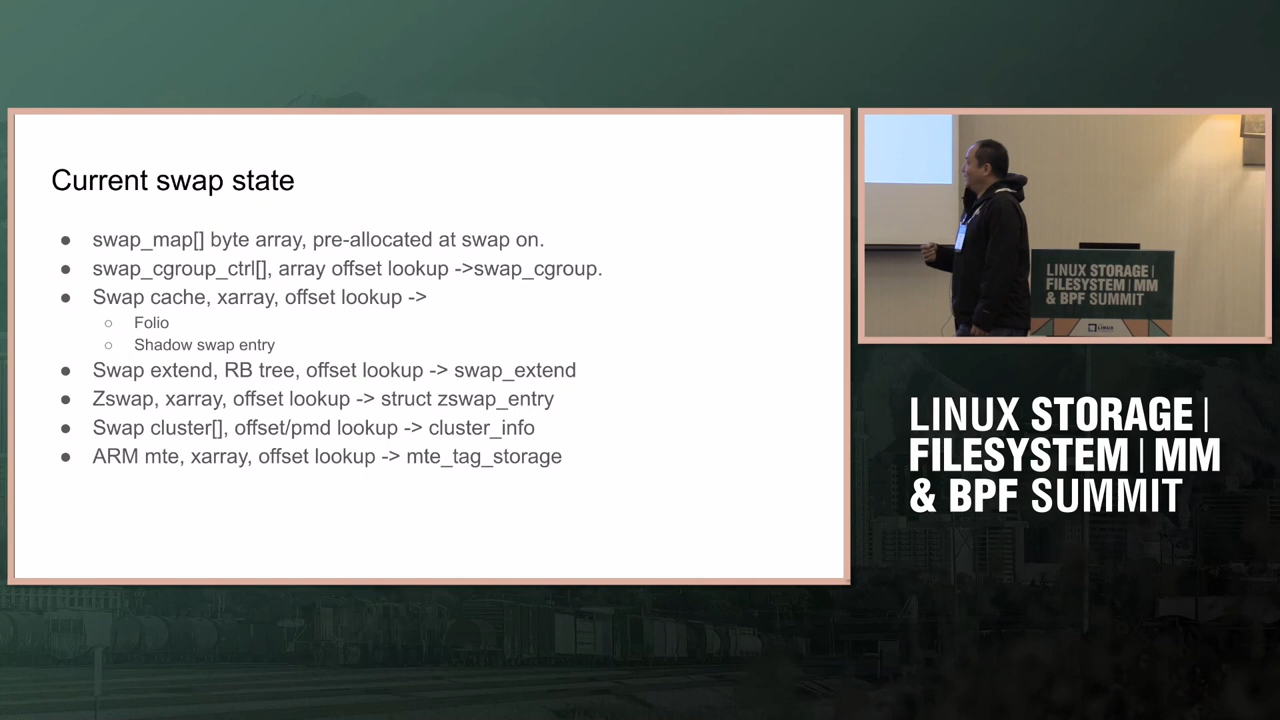 Current swap state
● swap_map[] byte array, pre-allocated at swap on.
● swap_cgroup_ctrl[], array offset lookup ->swap_cgroup.
● Swap cache, xarray, offset lookup ->
○ Folio
○ Shadow swap entry
● Swap extend, RB tree, offset lookup -> swap_extend
● Zswap, xarray, offset lookup -> struct zswap_entry
● Swap cluster[], offset/pmd lookup -> cluster_info
● ARM mte, xarray, offset lookup -> mte_tag_storage
LINUX STORAGE |
FILESYSTEM | MM
& BPF SUMMIT
LINUX
LINUX STORAGE |
FILESYSTEM | MM
& BPF SUMMIT